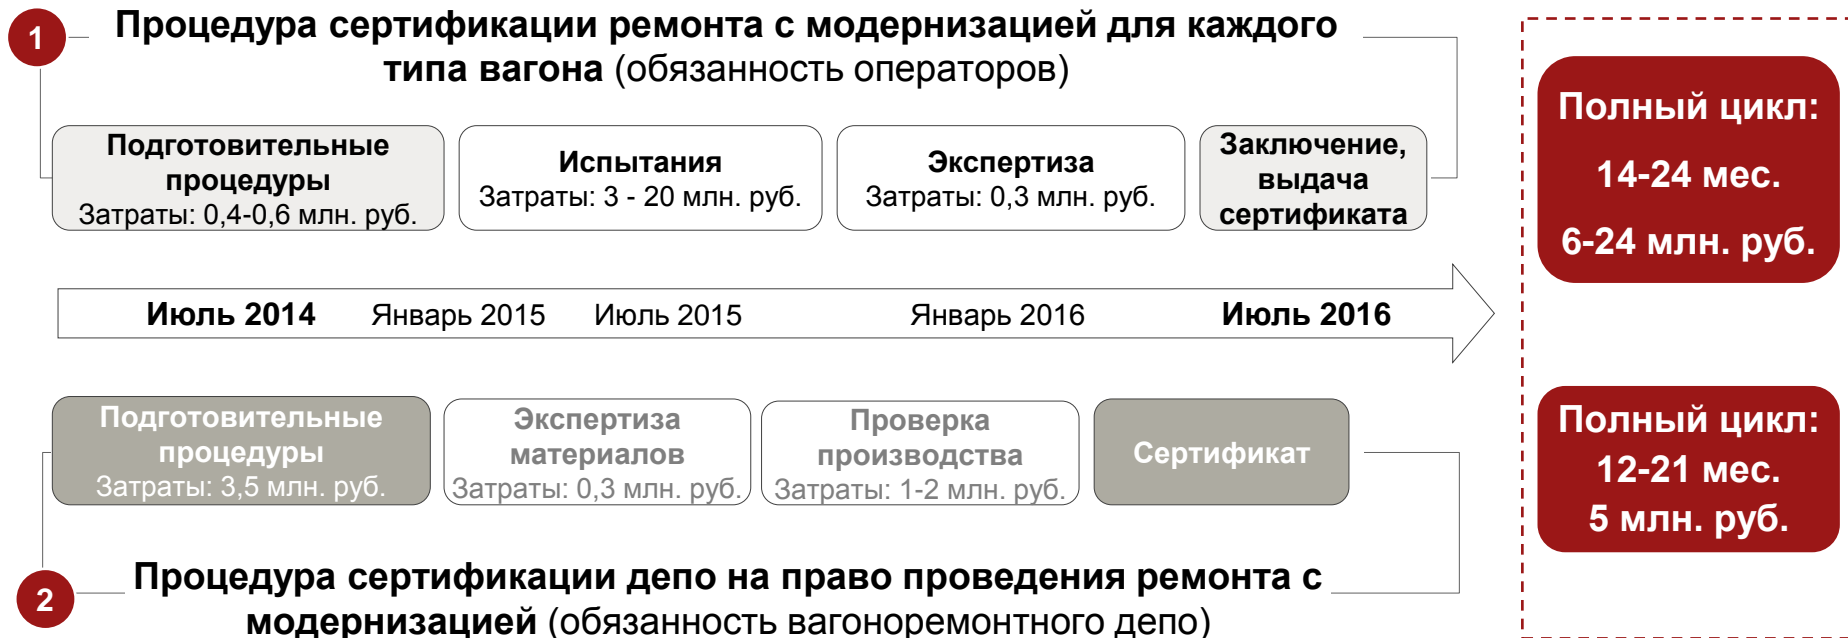 1
Процедура сертификации ремонта с модернизацией для каждого
типа вагона (обязанность операторов)
Подготовительные
процедуры
Затраты: 0,4-0,6 млн. руб.
Испытания
Затраты: 3 - 20 млн. руб.
Экспертиза
Затраты: 0,3 млн. руб.
Заключение,
выдача
сертификата
Полный цикл:
14-24 мес.
6-24 млн. руб.
Июль 2014
Январь 2015
Июль 2015
Январь 2016
Июль 2016
Подготовительные
процедуры
Затраты: 3,5 млн. руб.
Экспертиза
материалов
Затраты: 0,3 млн. руб.
Проверка
производства
Затраты: 1-2 млн. руб.
Сертификат
Полный цикл:
12-21 мес.
5 млн. руб.
2
Процедура сертификации депо на право проведения ремонта с
модернизацией (обязанность вагоноремонтного депо)